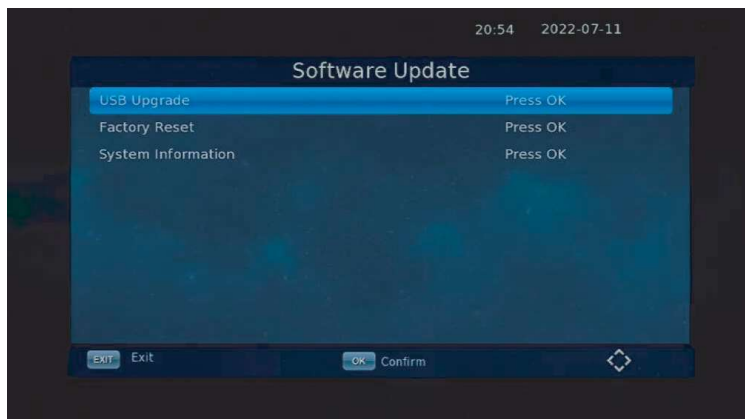 20:54 2022-07-11
Software Update
USB Upgrade Press OK
Factory Reset Press OK
System Information Press OK
EXIT Exit OK Confirm